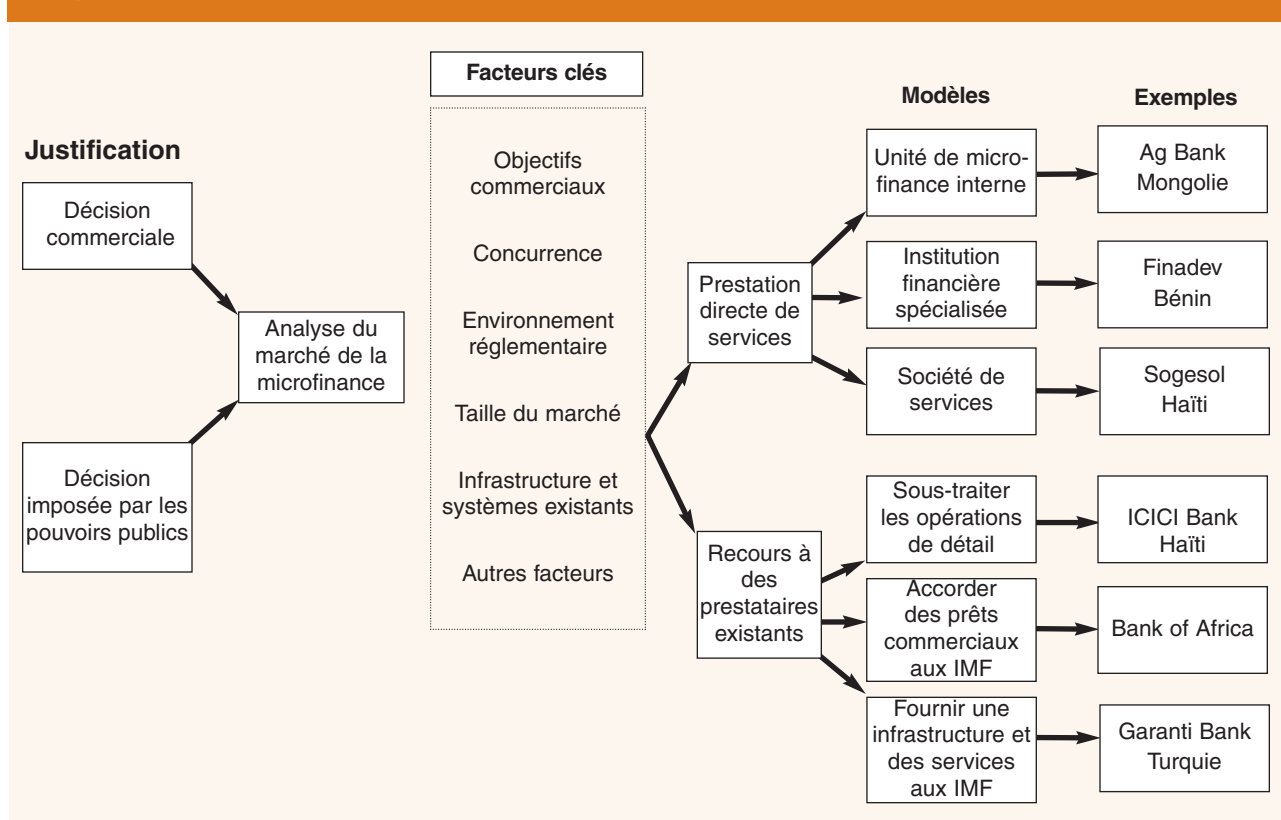 Justification
Décision
commerciale
Décision
imposée par les
pouvoirs publics
Analyse du
marché de la
microfinance
Facteurs clés
Objectifs
commerciaux
Concurrence
Environnement
réglementaire
Taille du marché
Infrastructure et
systèmes existants
Autres facteurs
Prestation
directe de
services
Recours à
des
prestataires
existants
Modèles
Unité de micro-
finance interne
Institution
financière
spécialisée
Société de
services
Sous-traiter
les opérations
de détail
Accorder
des prêts
commerciaux
aux IMF
Fournir une
infrastructure et
des services
aux IMF
Exemples
Ag Bank
Mongolie
Finadev
Bénin
Sogesol
Haïti
ICICI Bank
Haïti
Bank of Africa
Garanti Bank
Turquie